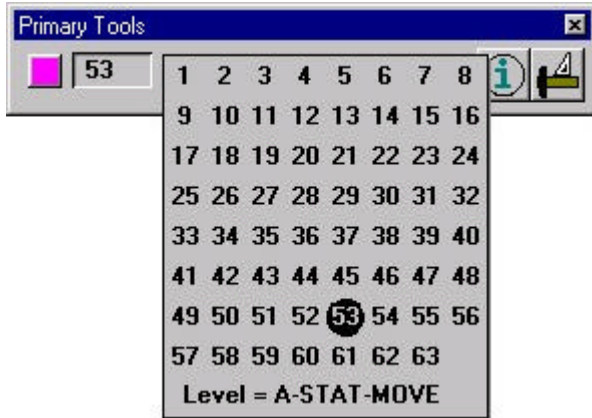 Primary Tools
53
1 2 3 4 5 6 7 8
9 10 11 12 13 14 15 16
17 18 19 20 21 22 23 24
25 26 27 28 29 30 31 32
33 34 35 36 37 38 39 40
41 42 43 44 45 46 47 48
49 50 51 52 53 54 55 56
57 58 59 60 61 62 63
Level = A-STAT-MOVE